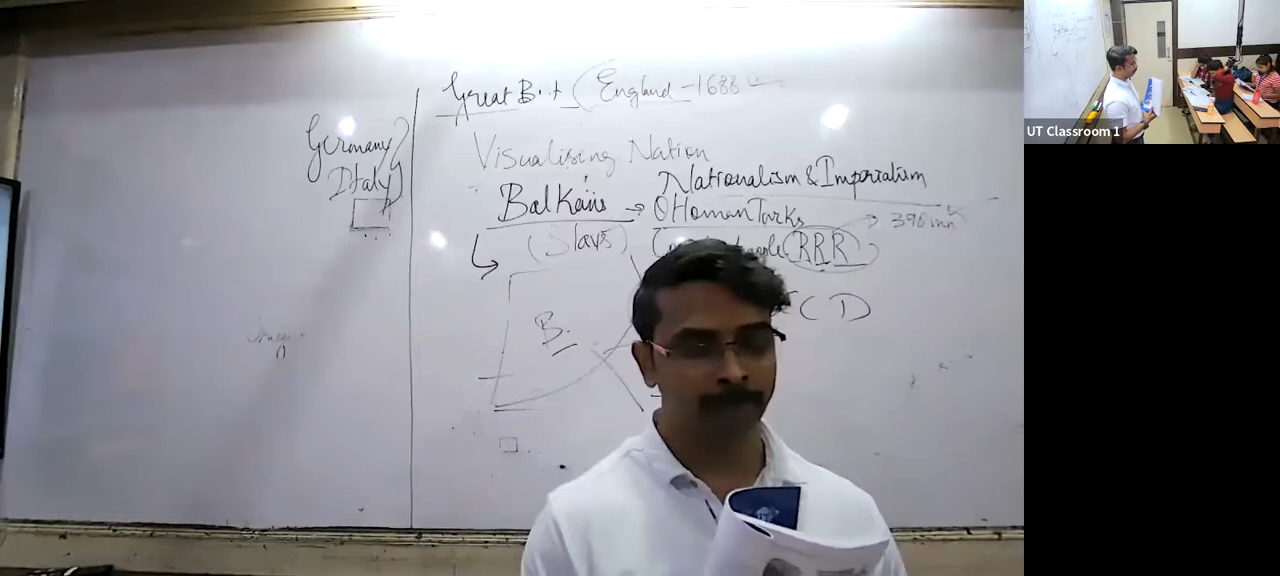 Great Brit (England - 1688
Germany?
Italy)
Visualising Nation
Nationalism & Imperialism
Balkans → Ottoman Turks
396 mn
(Slavs)
RRR
B.
C D
UT Classroom 1